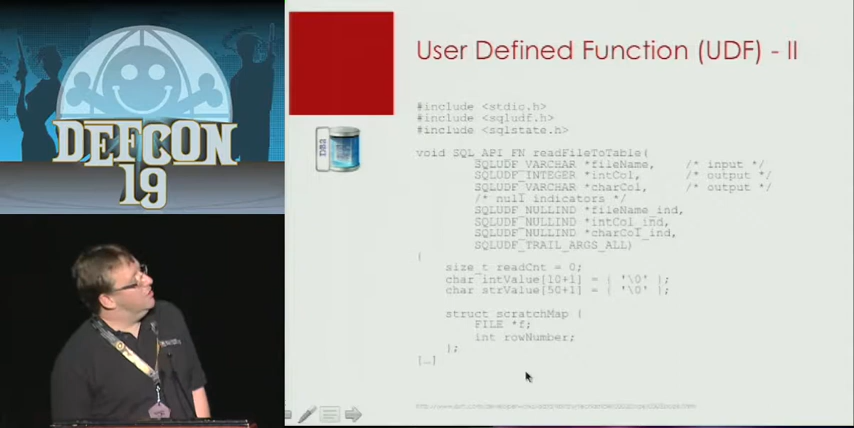 DEFCON
19
User Defined Function (UDF) - II
DB2
#include <stdio.h>
#include <sqludf.h>
#include <sqlstate.h>
void SQL_API_FN readFileToTable(
SQLUDF_VARCHAR *fileName, /* input */
SQLUDF_INTEGER *intCol, /* output */
SQLUDF_VARCHAR *charCol, /* output */
/* null indicators */
SQLUDF_NULLIND *fileName_ind,
SQLUDF_NULLIND *intCol_ind,
SQLUDF_NULLIND *charCol_ind,
SQLUDF_TRAIL_ARGS_ALL)
{
size_t readCnt = 0;
char intValue[10+1] = { '\0' };
char strValue[50+1] = { '\0' };
struct scratchMap {
FILE *f;
int rowNumber;
};
[…]